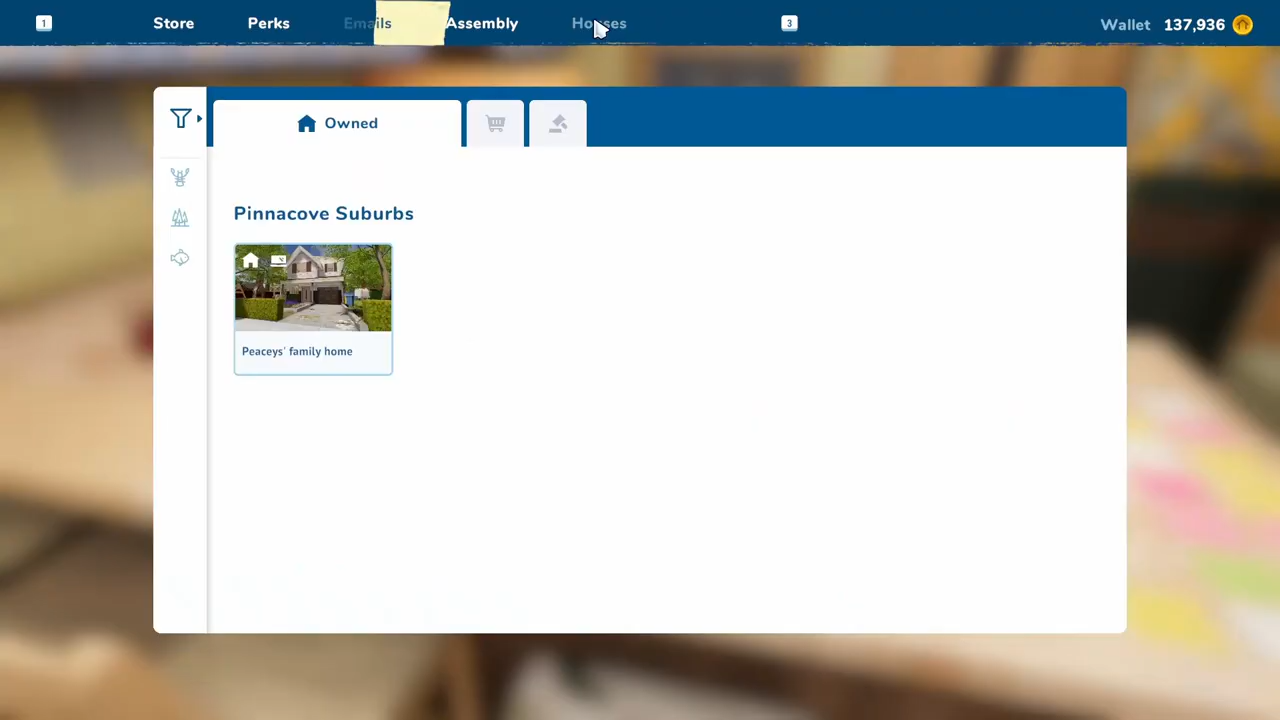 1 Store Perks Emails Assembly Houses 3 Wallet 137,936
Owned
Pinnacove Suburbs
Peaceys' family home